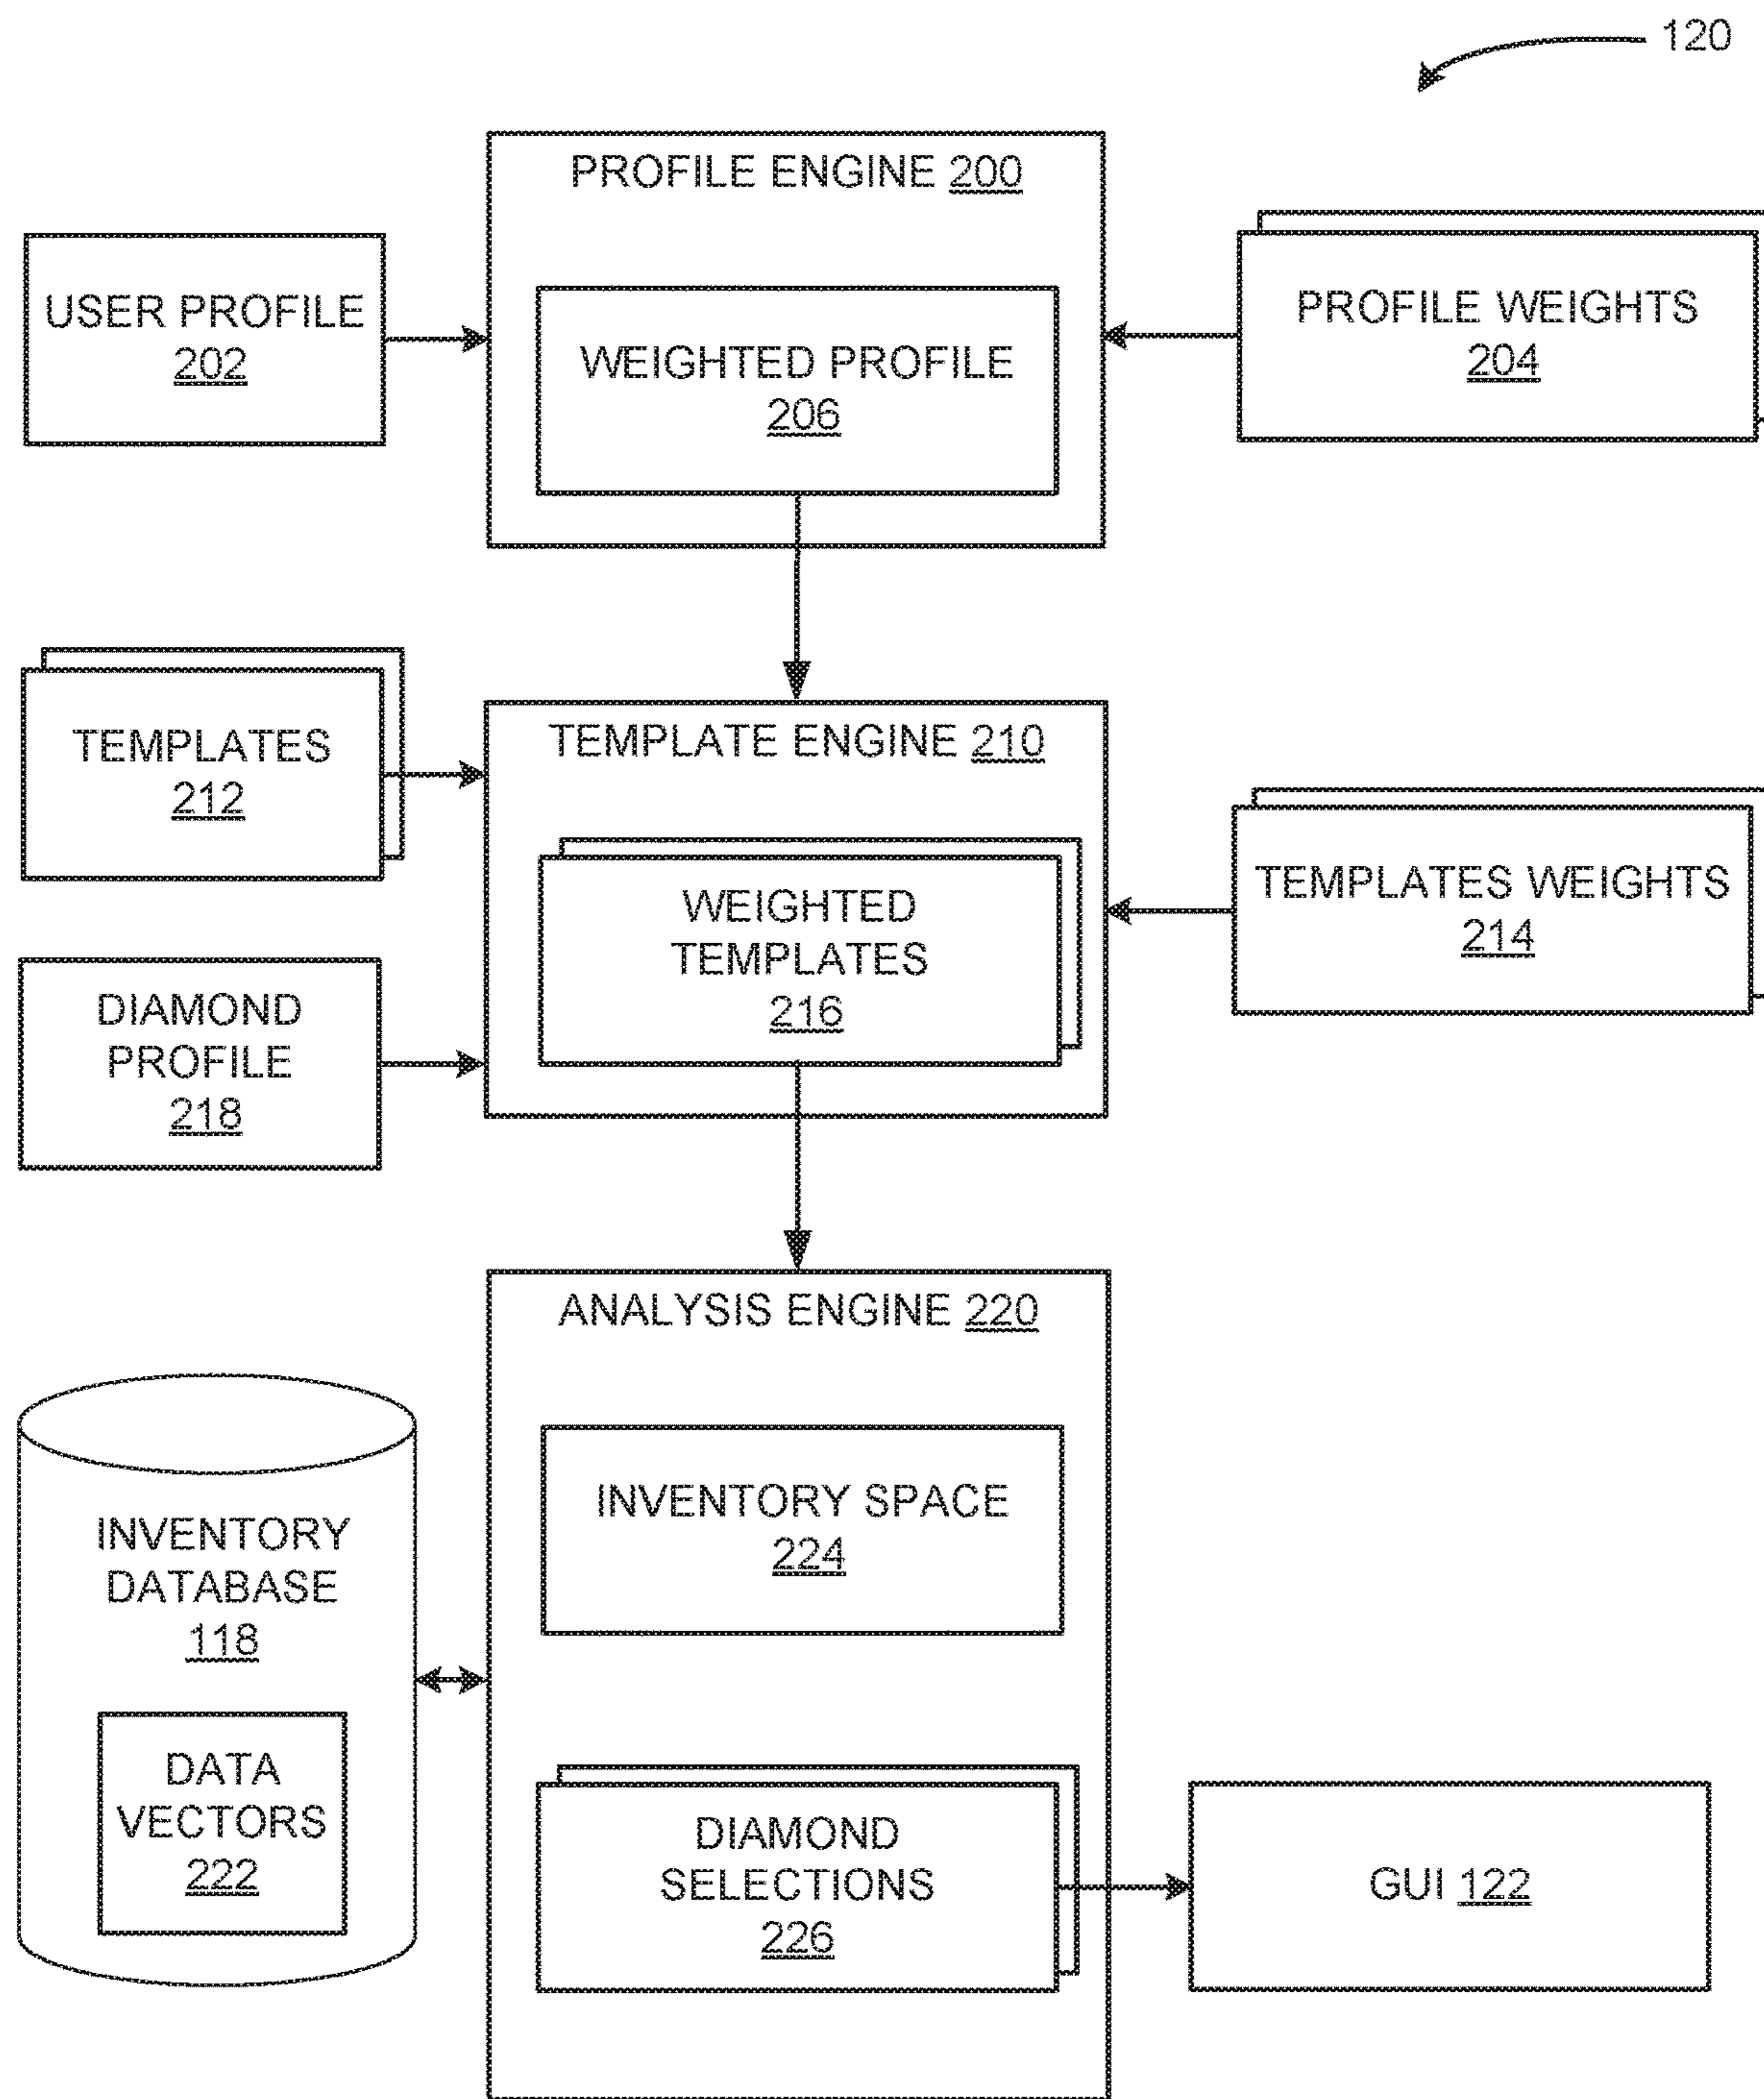 120
PROFILE ENGINE 200
USER PROFILE
202
WEIGHTED PROFILE
206
PROFILE WEIGHTS
204
TEMPLATES
212
TEMPLATE ENGINE 210
WEIGHTED
TEMPLATES
216
TEMPLATES WEIGHTS
214
DIAMOND
PROFILE
218
ANALYSIS ENGINE 220
INVENTORY SPACE
224
INVENTORY
DATABASE
118
DATA
VECTORS
222
DIAMOND
SELECTIONS
226
GUI 122